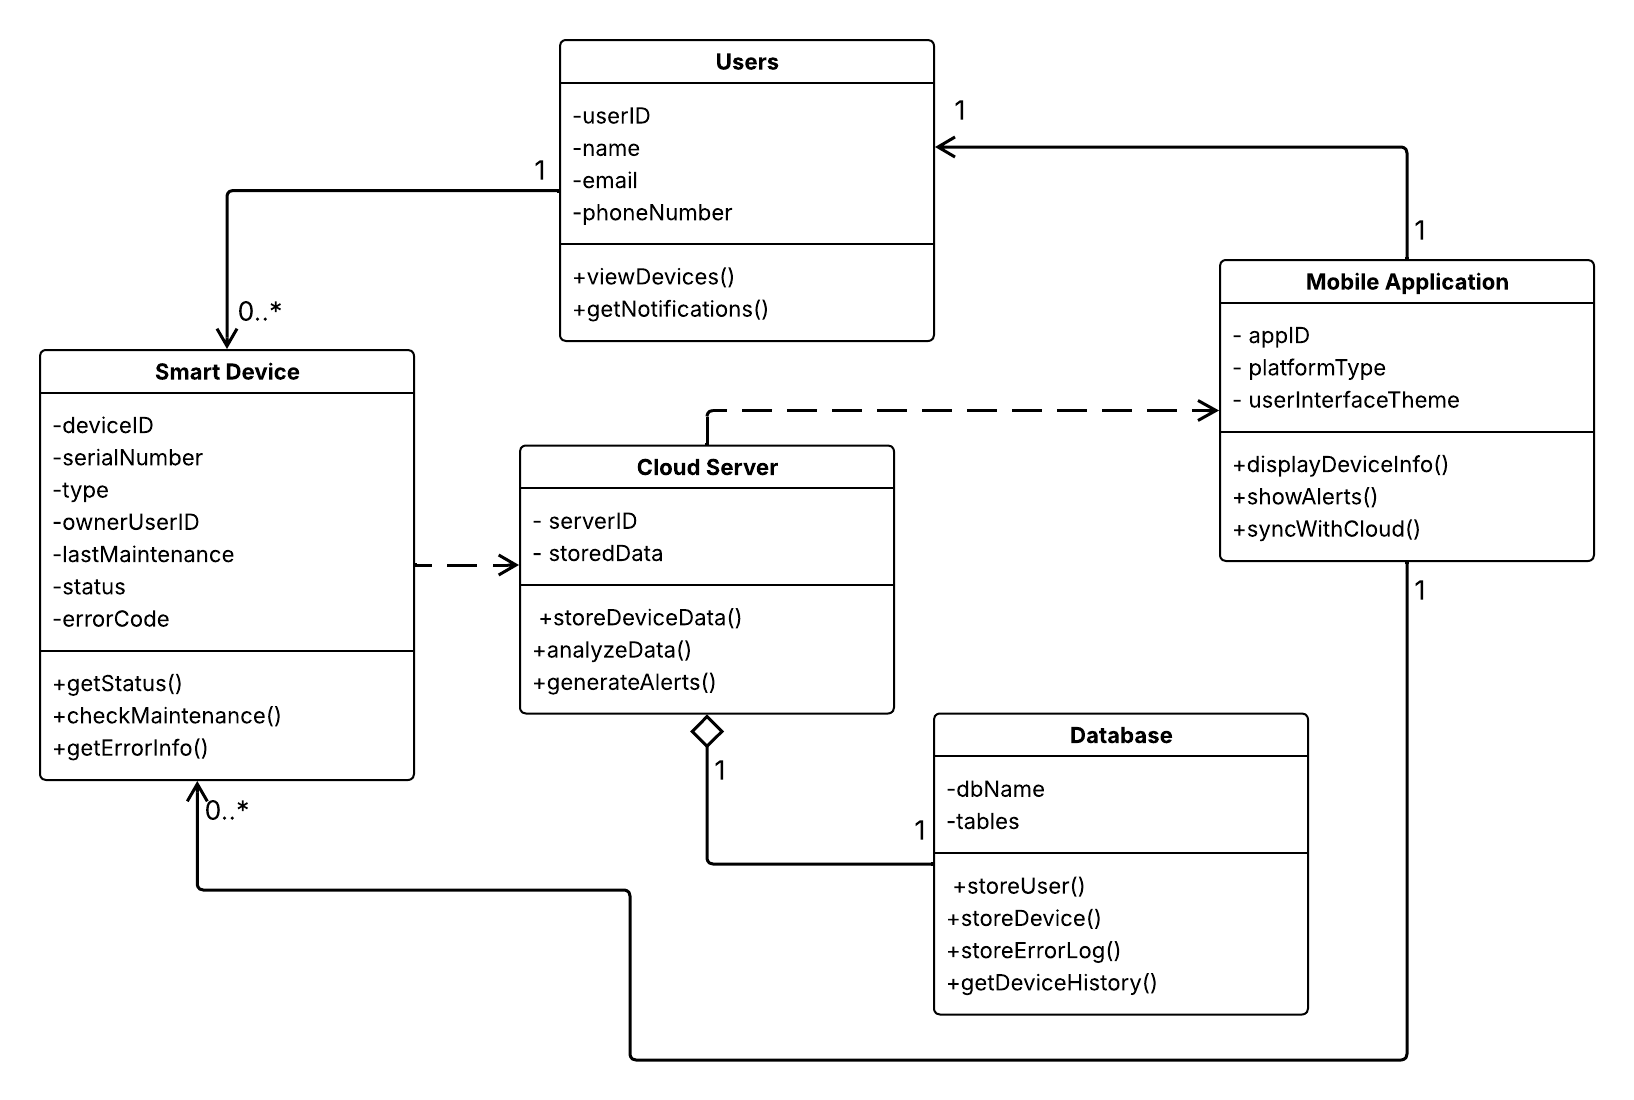 Users
-userID
-name
-email
-phoneNumber
+viewDevices()
+getNotifications()
1
1
1
0..*
Mobile Application
- appID
- platformType
- userInterfaceTheme
+displayDeviceInfo()
+showAlerts()
+syncWithCloud()
1
Smart Device
-deviceID
-serialNumber
-type
-ownerUserID
-lastMaintenance
-status
-errorCode
+getStatus()
+checkMaintenance()
+getErrorInfo()
0..*
Cloud Server
- serverID
- storedData
+storeDeviceData()
+analyzeData()
+generateAlerts()
1
1
Database
-dbName
-tables
+storeUser()
+storeDevice()
+storeErrorLog()
+getDeviceHistory()